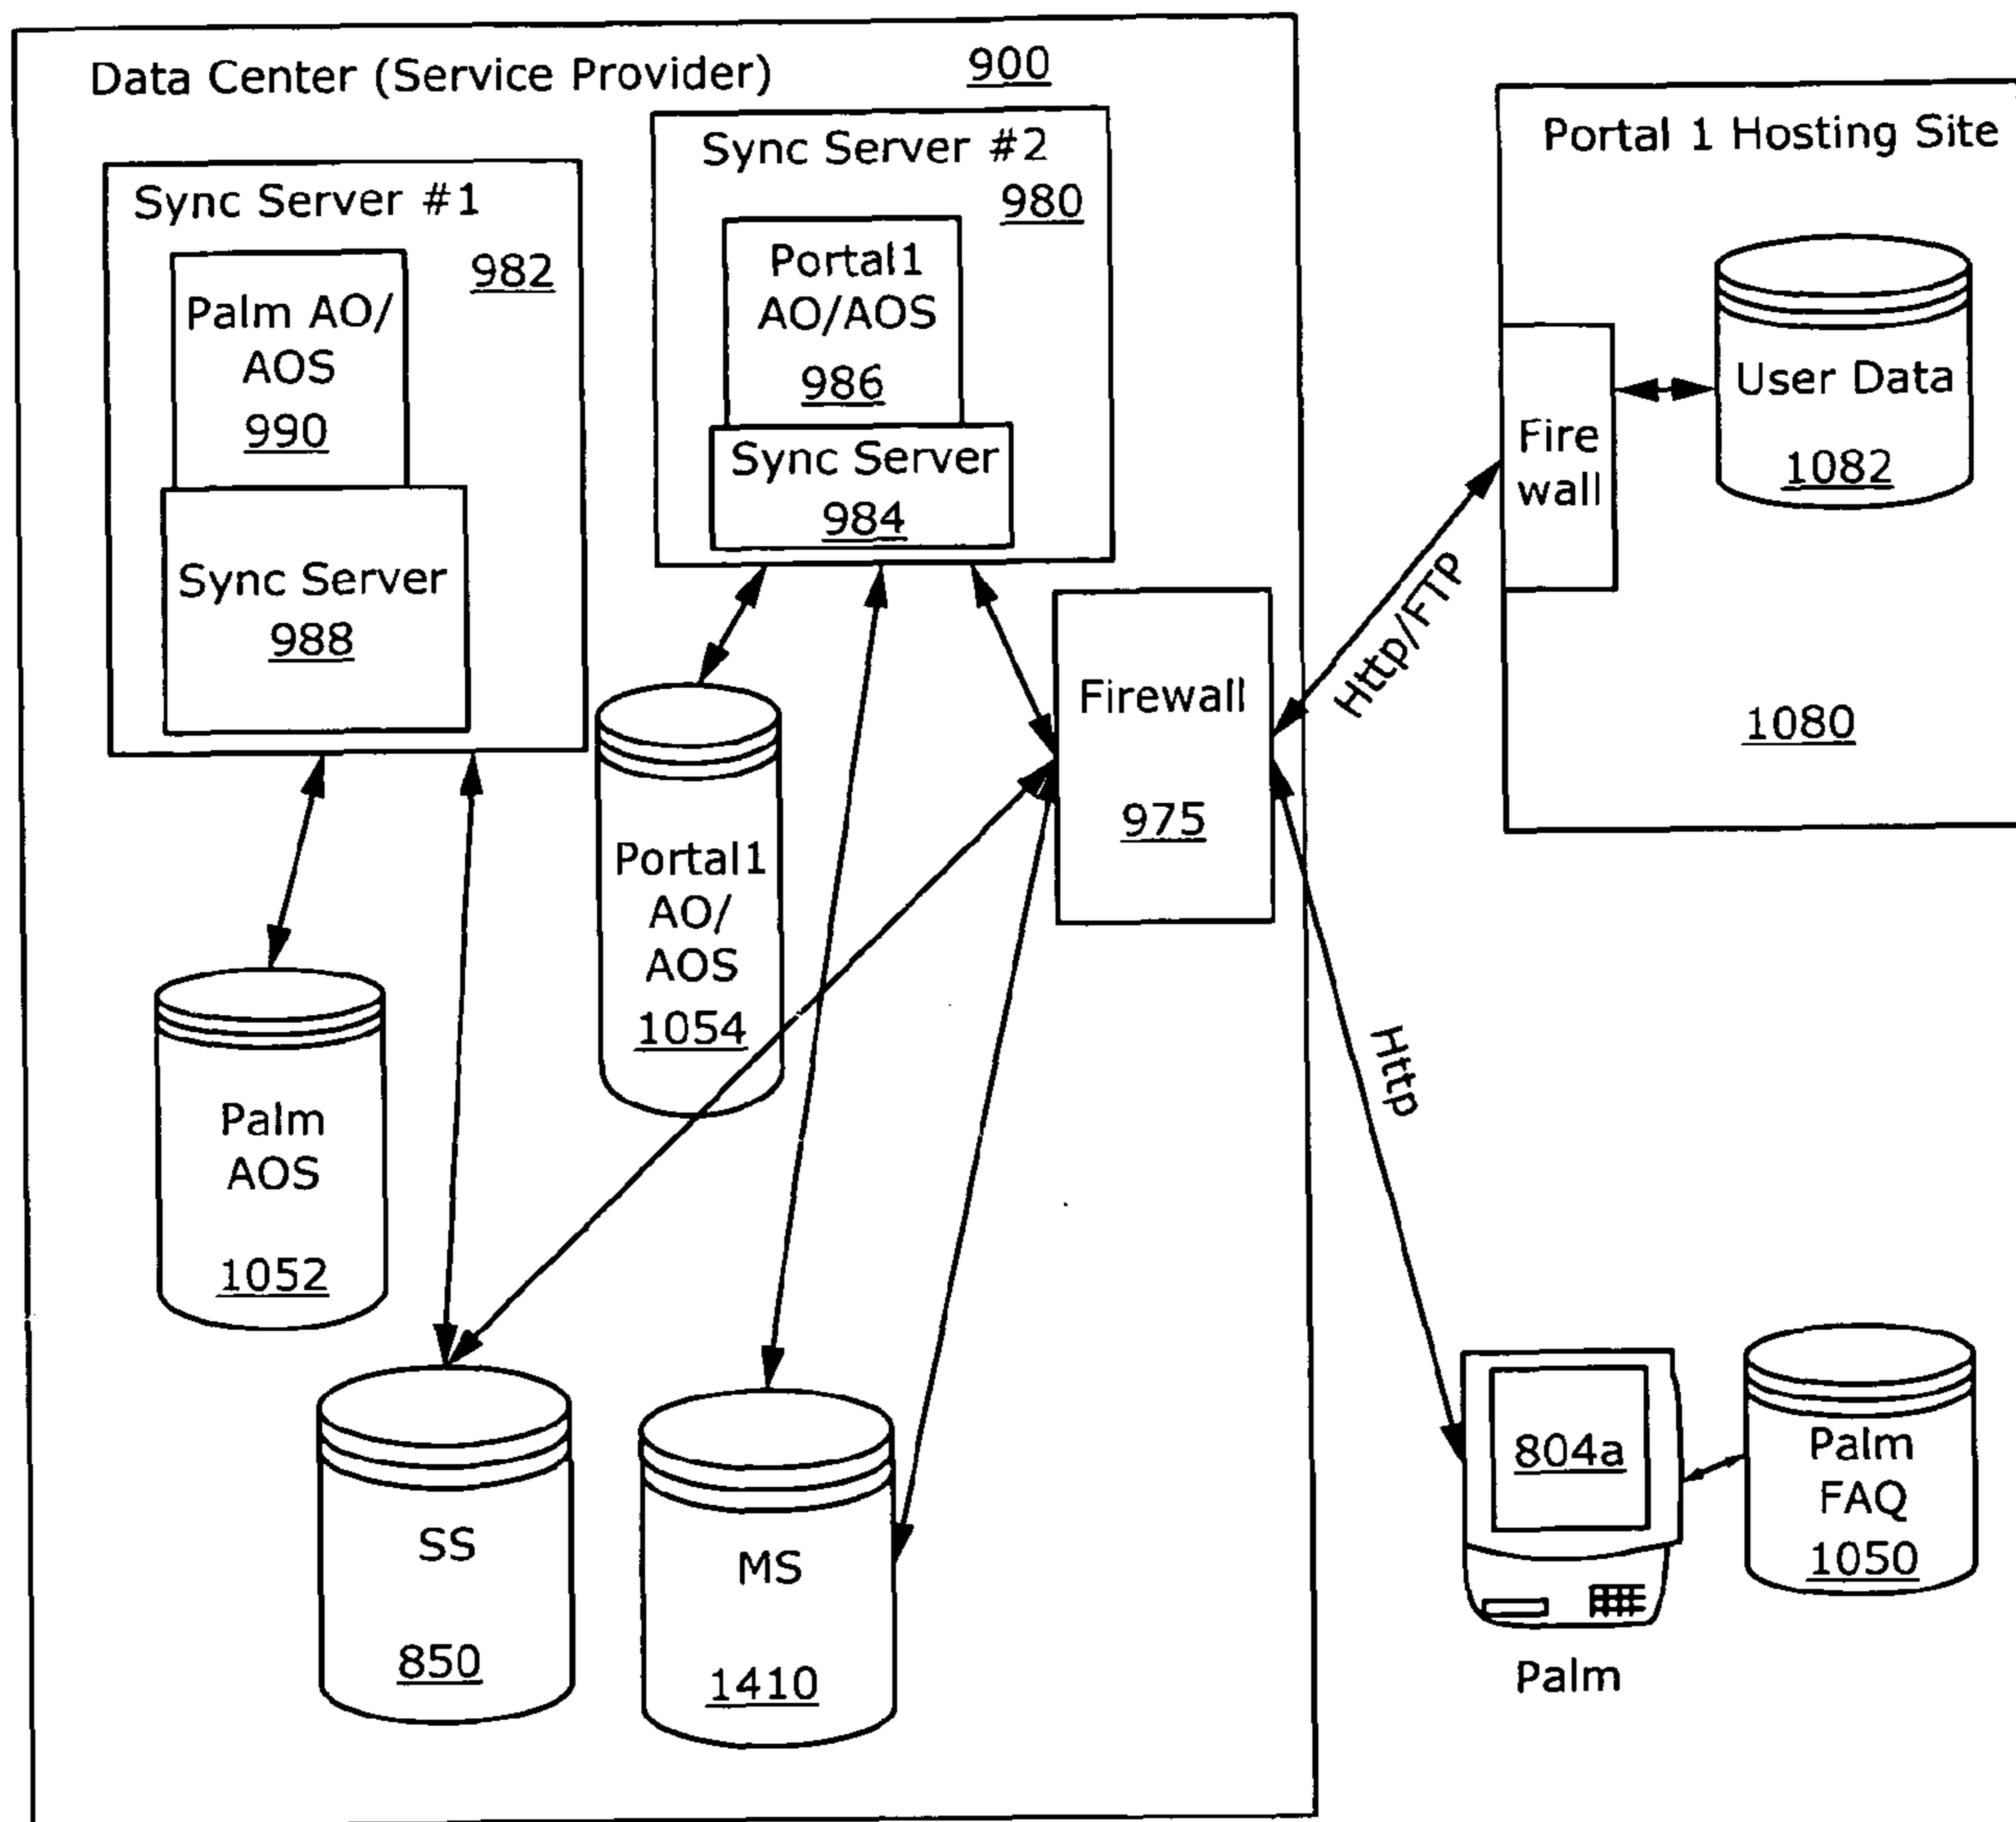 Data Center (Service Provider)
900
Sync Server #1
982
Palm AO/
AOS
990
Sync Server
988
Sync Server #2
980
Portal1
AO/AOS
986
Sync Server
984
Portal 1 Hosting Site
Fire
wall
User Data
1082
1080
Http/FTP
Firewall
975
Portal1
AO/
AOS
1054
Palm
AOS
1052
Http
SS
850
MS
1410
804a
Palm
Palm
FAQ
1050